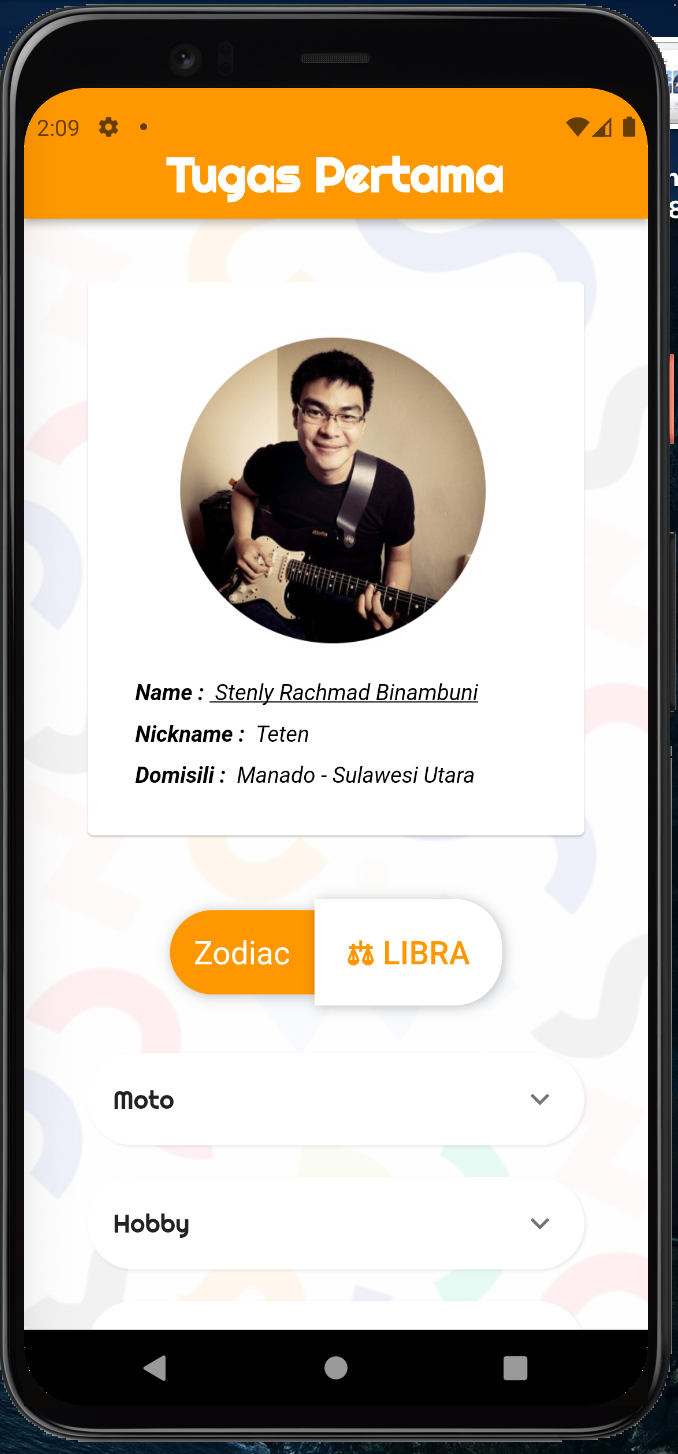 2:09
Tugas Pertama
Name : Stenly Rachmad Binambuni
Nickname : Teten
Domisili : Manado - Sulawesi Utara
Zodiac
LIBRA
Moto
Hobby